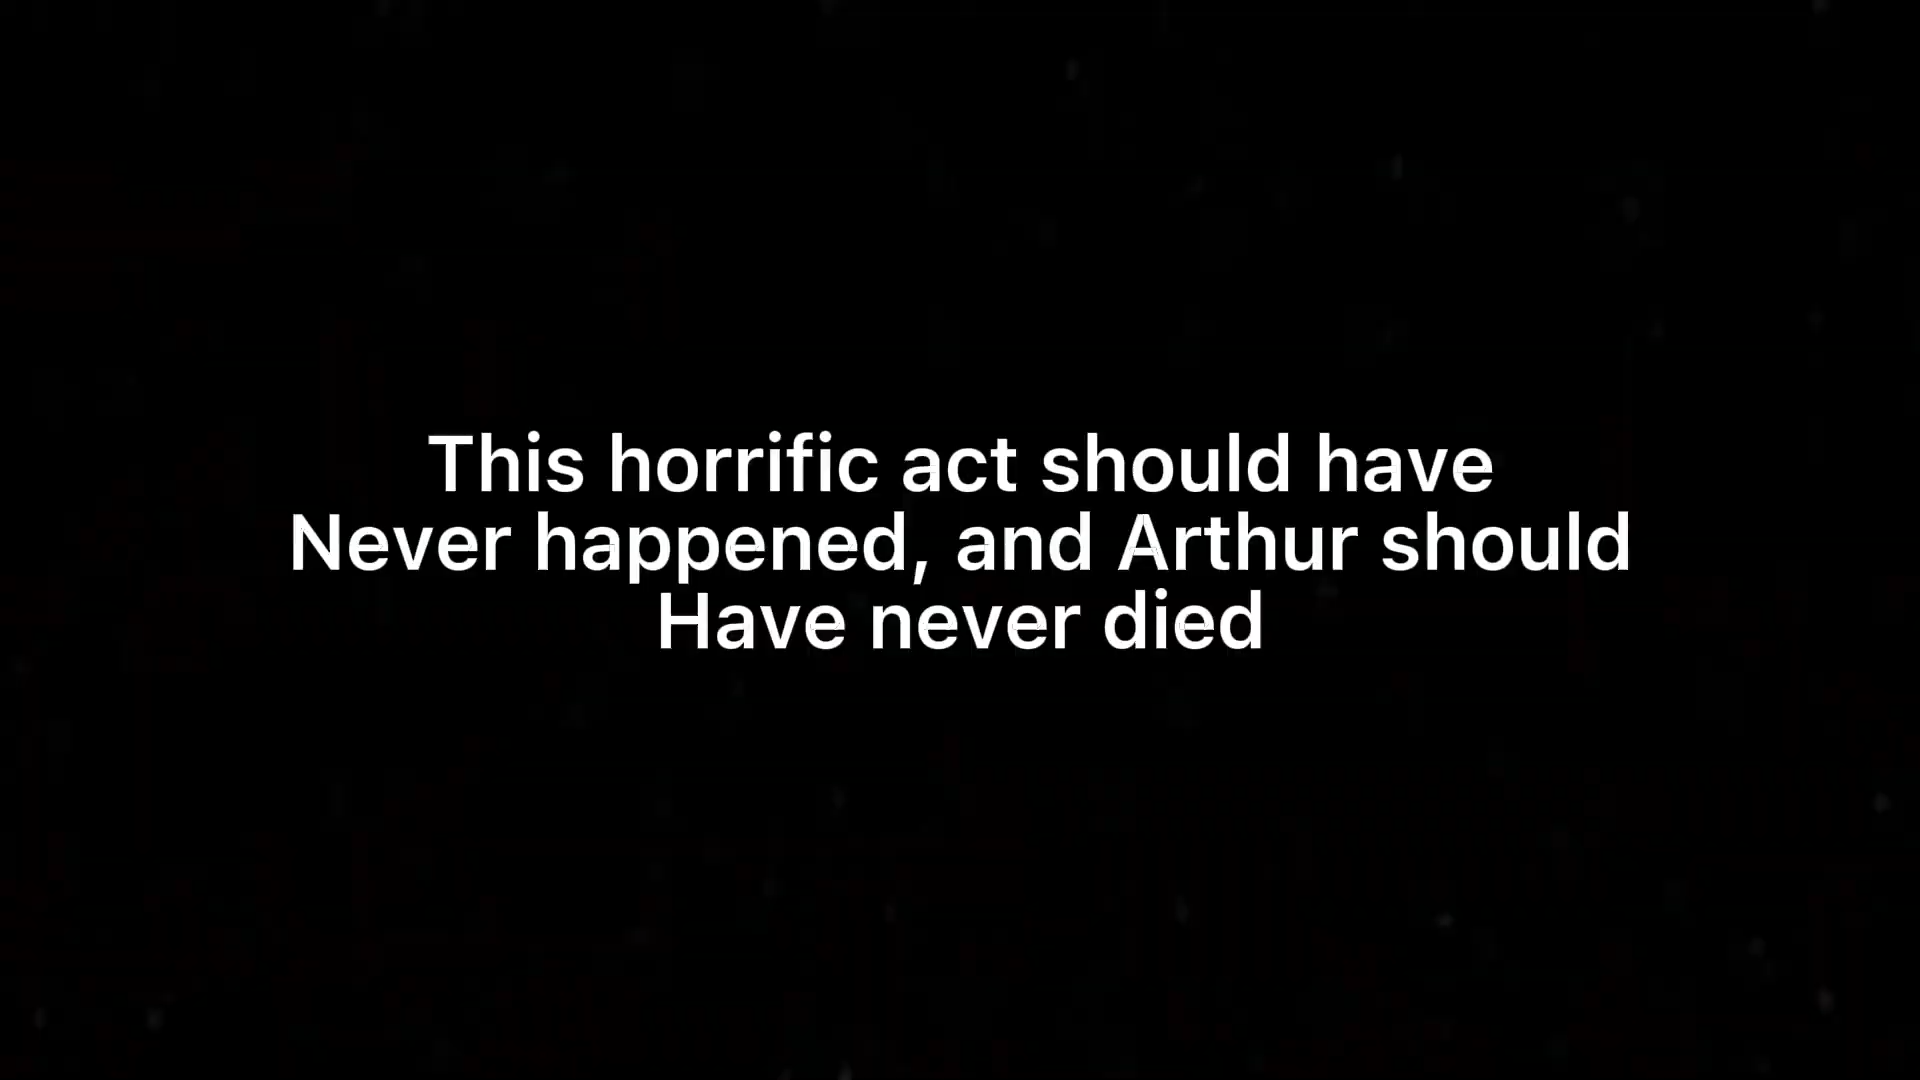 This horrific act should have
Never happened, and Arthur should
Have never died